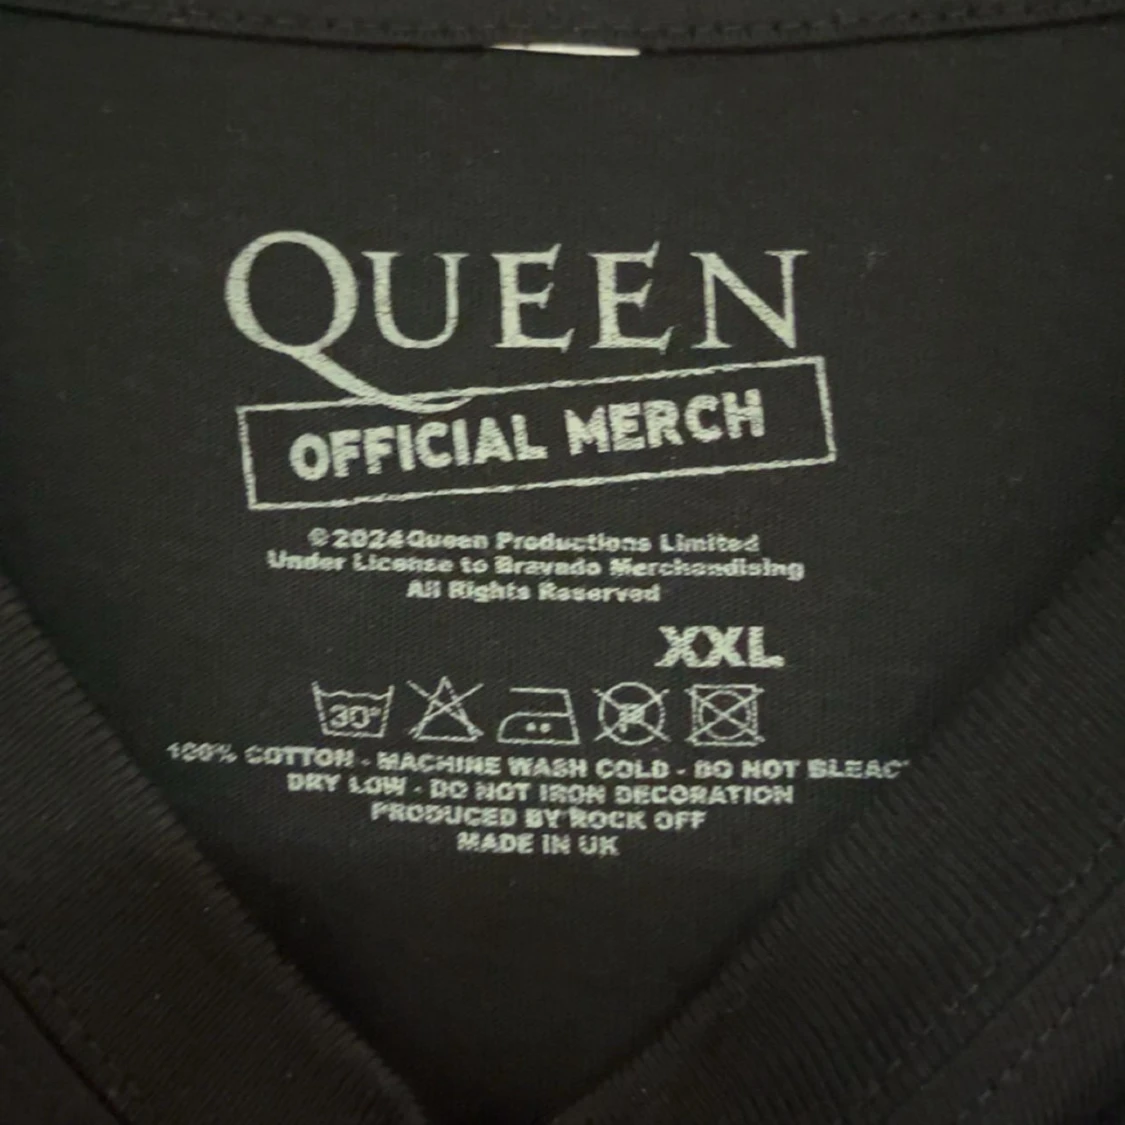 QUEEN
OFFICIAL MERCH
©2024 Queen Productions Limited
Under License to Bravado Merchandising
All Rights Reserved
XXL
30° P
100% COTTON - MACHINE WASH COLD - DO NOT BLEAC
DRY LOW - DO NOT IRON DECORATION
PRODUCED BY ROCK OFF
MADE IN UK